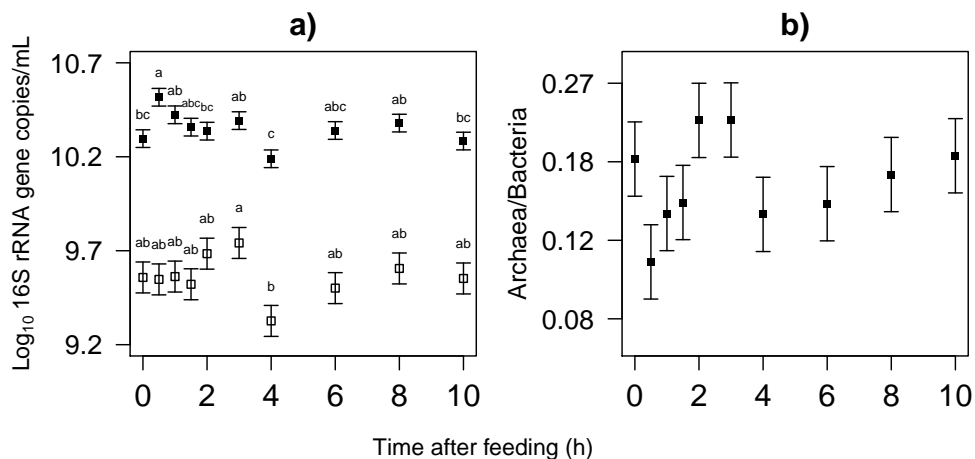 a)
b)
Log₁₀ 16S rRNA gene copies/mL
10.7
10.2
9.7
9.2
bc
a
ab
abc
bc
ab
c
abc
ab
bc
ab
ab
ab
ab
ab
a
b
ab
ab
ab
0 2 4 6 8 10
Archaea/Bacteria
0.27
0.18
0.12
0.08
0 2 4 6 8 10
Time after feeding (h)